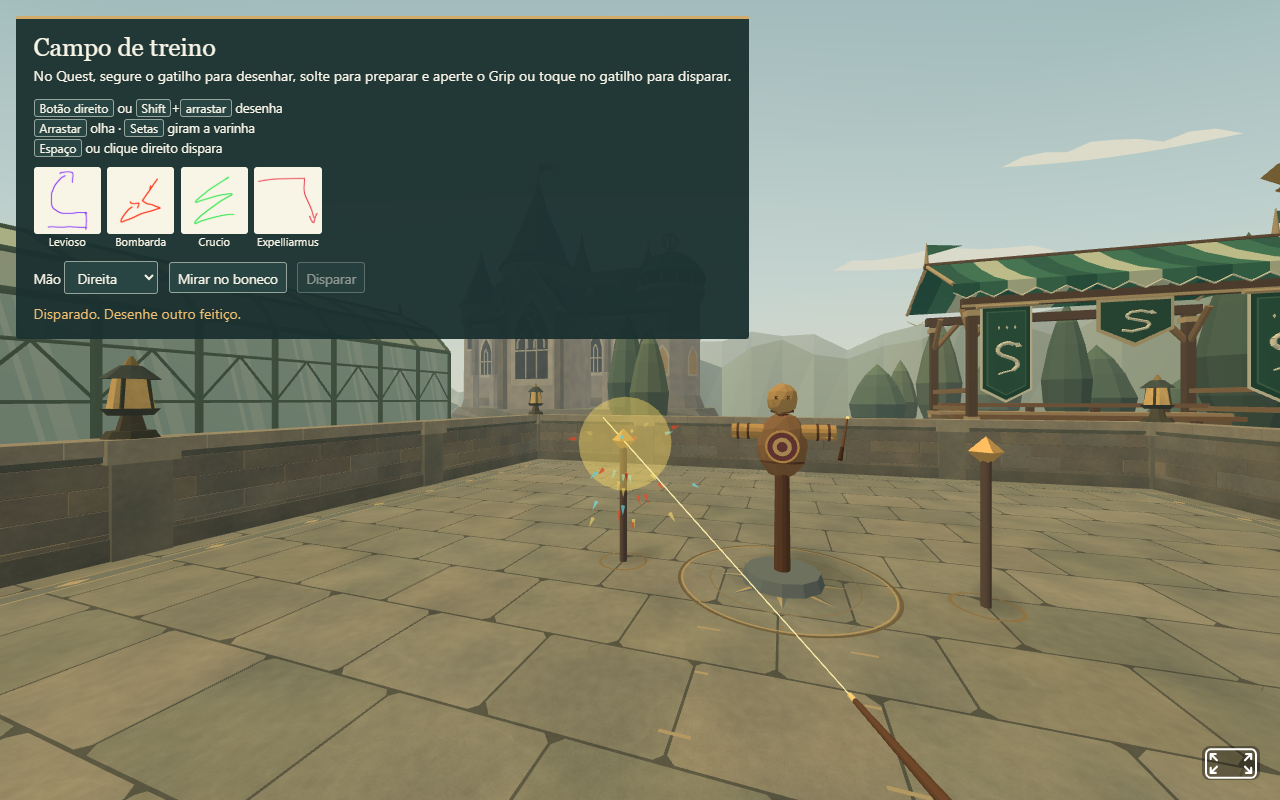 Campo de treino
No Quest, segure o gatilho para desenhar, solte para preparar e aperte o Grip ou toque no gatilho para disparar.
Botão direito ou Shift + arrastar desenha
Arrastar olha · Setas giram a varinha
Espaço ou clique direito dispara
Levioso Bombarda Crucio Expelliarmus
Mão Direita Mirar no boneco Disparar
Disparado. Desenhe outro feitiço.